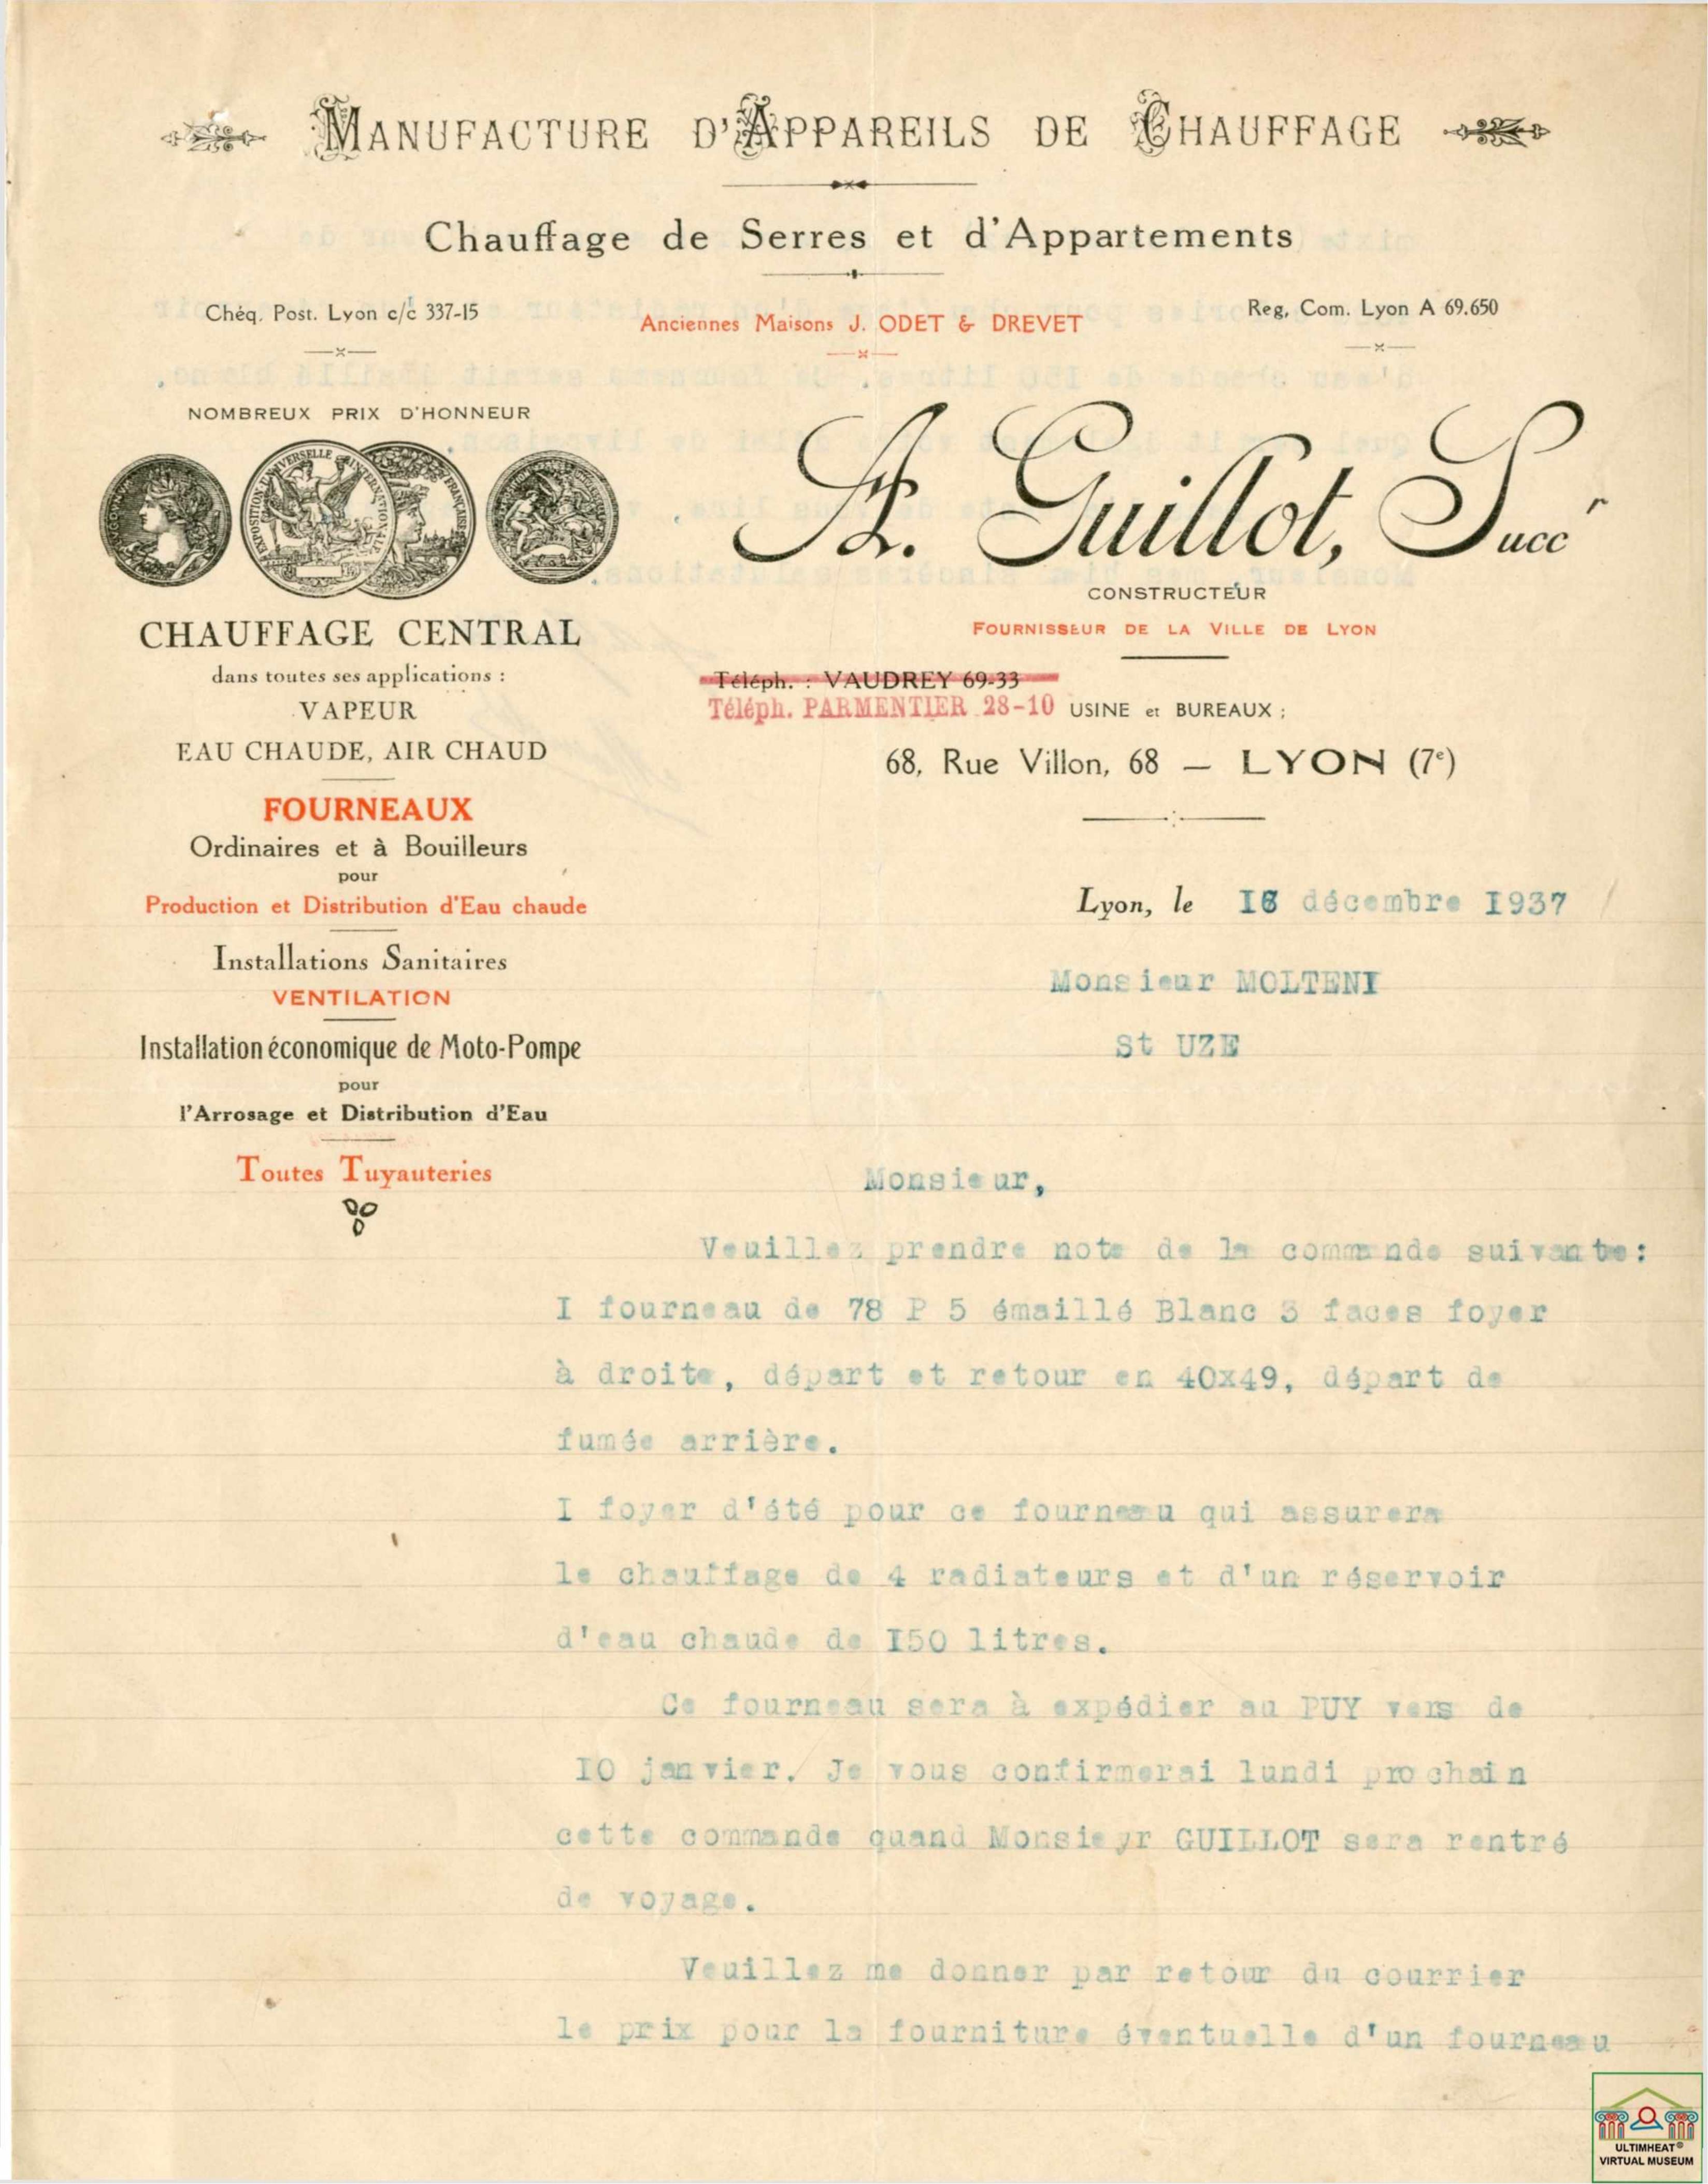 MANUFACTURE D'APPAREILS DE CHAUFFAGE
Chauffage de Serres et d'Appartements
Chéq. Post. Lyon c/c 337-15
Anciennes Maisons J. ODET & DREVET
Reg. Com. Lyon A 69.650
NOMBREUX PRIX D'HONNEUR
EXPOSITION UNIVERSELLE
A. Guillot, Succr
CONSTRUCTEUR
FOURNISSEUR DE LA VILLE DE LYON
Téléph. : VAUDREY 69-33
Téléph. PARMENTIER 28-10 USINE et BUREAUX :
68, Rue Villon, 68 — LYON (7e)
CHAUFFAGE CENTRAL
dans toutes ses applications :
VAPEUR
EAU CHAUDE, AIR CHAUD
FOURNEAUX
Ordinaires et à Bouilleurs
pour
Production et Distribution d'Eau chaude
Installations Sanitaires
VENTILATION
Installation économique de Moto-Pompe
pour
l'Arrosage et Distribution d'Eau
Toutes Tuyauteries
Lyon, le décembre 1937
Monsieur MOLTENI
St UZE
Monsieur,
Veuillez prendre note de la commande suivante:
I fourneau de 78 P 5 émaillé Blanc 3 faces foyer
à droite, départ et retour en 40x49, départ de
fumée arrière.
I foyer d'été pour ce fourneau qui assurera
le chauffage de 4 radiateurs et d'un réservoir
d'eau chaude de I50 litres.
Ce fourneau sera à expédier au PUY vers de
IO janvier. Je vous confirmerai lundi prochain
cette commande quand Monsieyr GUILLOT sera rentré
de voyage.
Veuillez me donner par retour du courrier
le prix pour la fourniture éventuelle d'un fourneau
ULTIMHEAT®
VIRTUAL MUSEUM